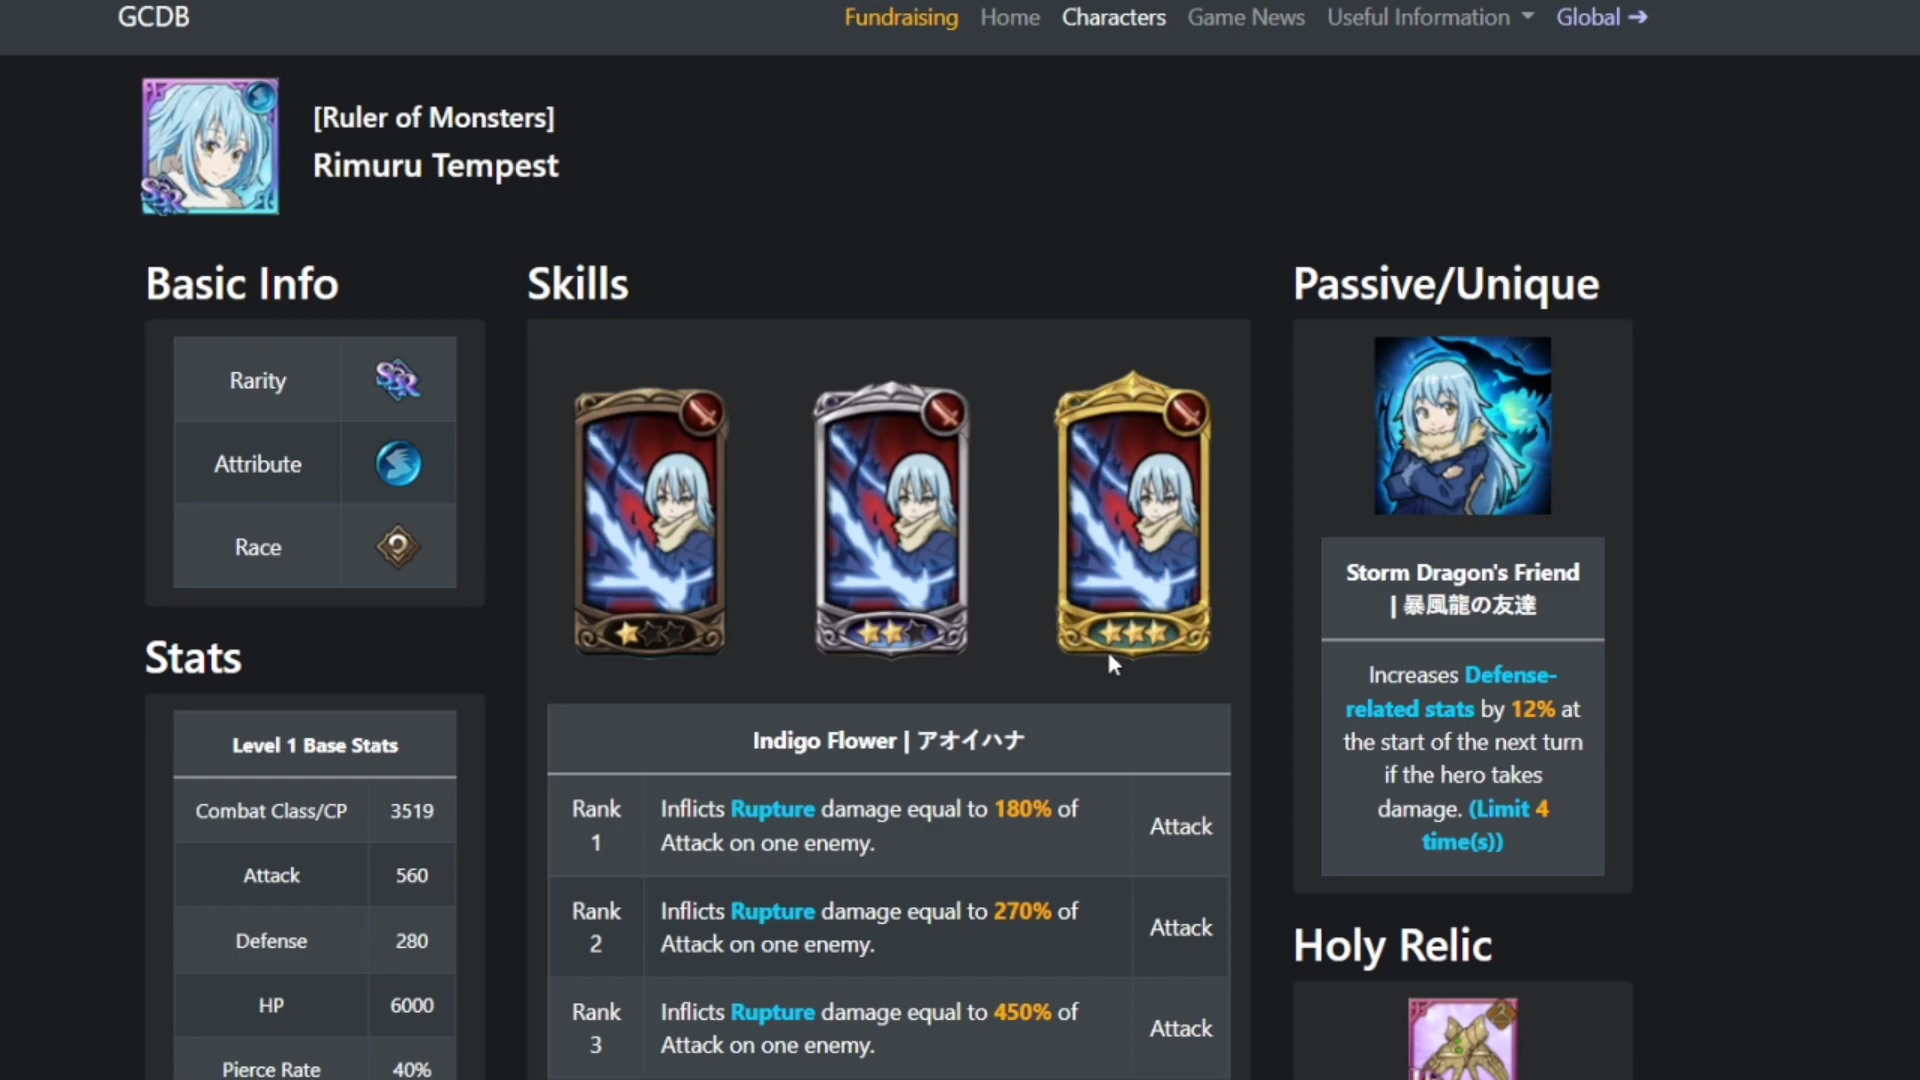 GCDB
Fundraising Home Characters Game News Useful Information Global
[Ruler of Monsters]
Rimuru Tempest
Basic Info
Rarity SSR
Attribute
Race
Stats
Level 1 Base Stats
Combat Class/CP 3519
Attack 560
Defense 280
HP 6000
Pierce Rate 40%
Skills
Indigo Flower | アオイハナ
Rank 1 Inflicts Rupture damage equal to 180% of
Attack on one enemy.
Attack
Rank 2 Inflicts Rupture damage equal to 270% of
Attack on one enemy.
Attack
Rank 3 Inflicts Rupture damage equal to 450% of
Attack on one enemy.
Attack
Passive/Unique
Storm Dragon's Friend
| 暴風龍の友達
Increases Defense-
related stats by 12% at
the start of the next turn
if the hero takes
damage. (Limit 4
time(s))
Holy Relic